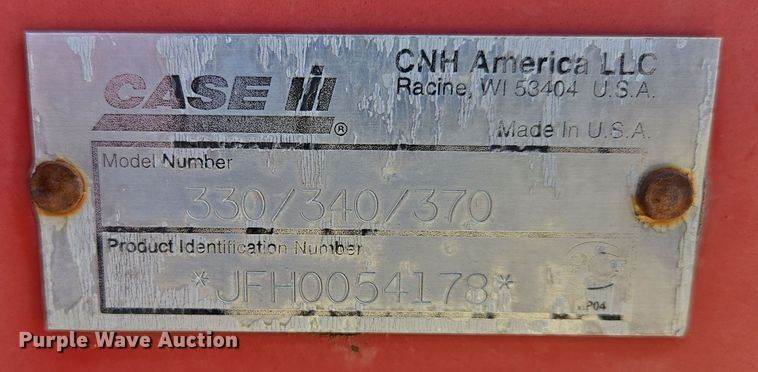 CASE IH ®
CNH America LLC
Racine, WI 53404 U.S.A.
Made In U.S.A.
Model Number
330/340/370
Product Identification Number
*JFH0054178*
Purple Wave Auction